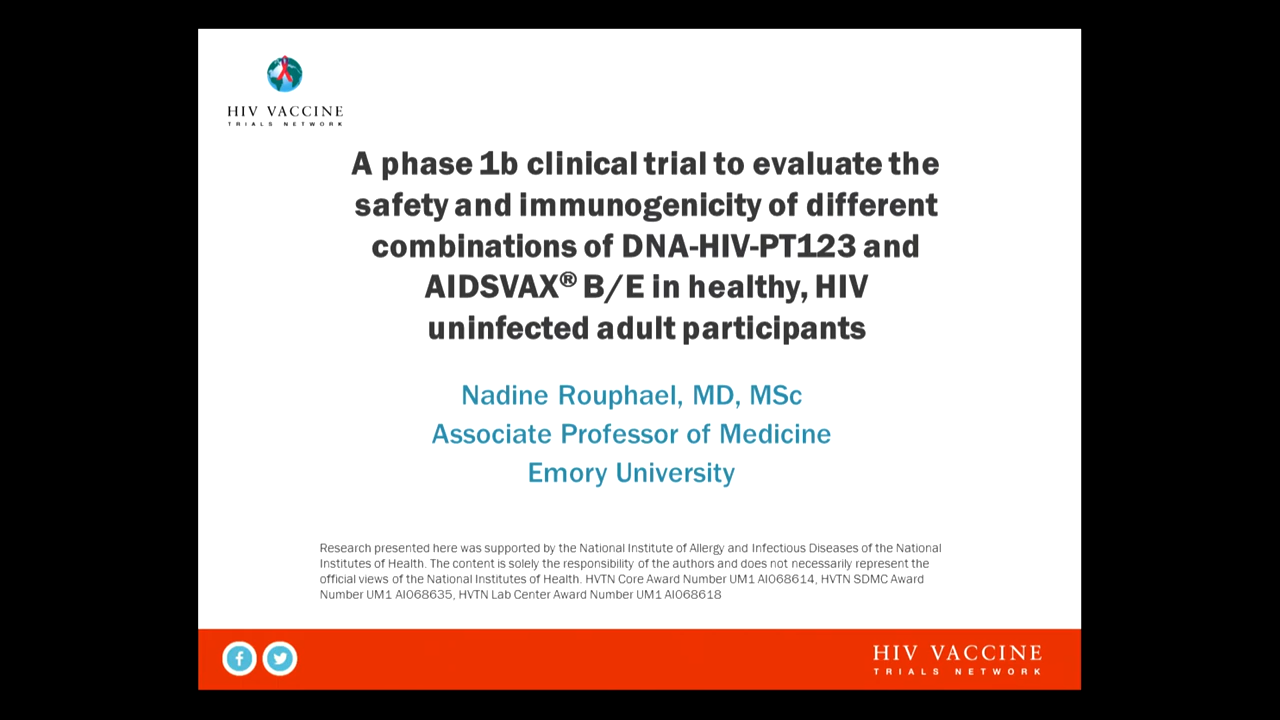 HIV VACCINE
TRIALS NETWORK
A phase 1b clinical trial to evaluate the
safety and immunogenicity of different
combinations of DNA-HIV-PT123 and
AIDSVAX® B/E in healthy, HIV
uninfected adult participants
Nadine Rouphael, MD, MSc
Associate Professor of Medicine
Emory University
Research presented here was supported by the National Institute of Allergy and Infectious Diseases of the National
Institutes of Health. The content is solely the responsibility of the authors and does not necessarily represent the
official views of the National Institutes of Health. HVTN Core Award Number UM1 AI068614, HVTN SDMC Award
Number UM1 AI068635, HVTN Lab Center Award Number UM1 AI068618
HIV VACCINE
TRIALS NETWORK